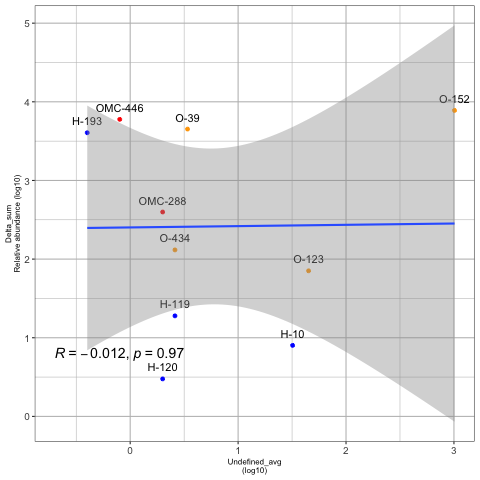 5
4
3
2
1
0
Delta_sum
Relative abundance (log10)
OMC-446
H-193
O-39
O-152
OMC-288
O-434
O-123
H-119
H-10
R = −0.012, p = 0.97
H-120
0
1
2
3
Undefined_avg
(log10)